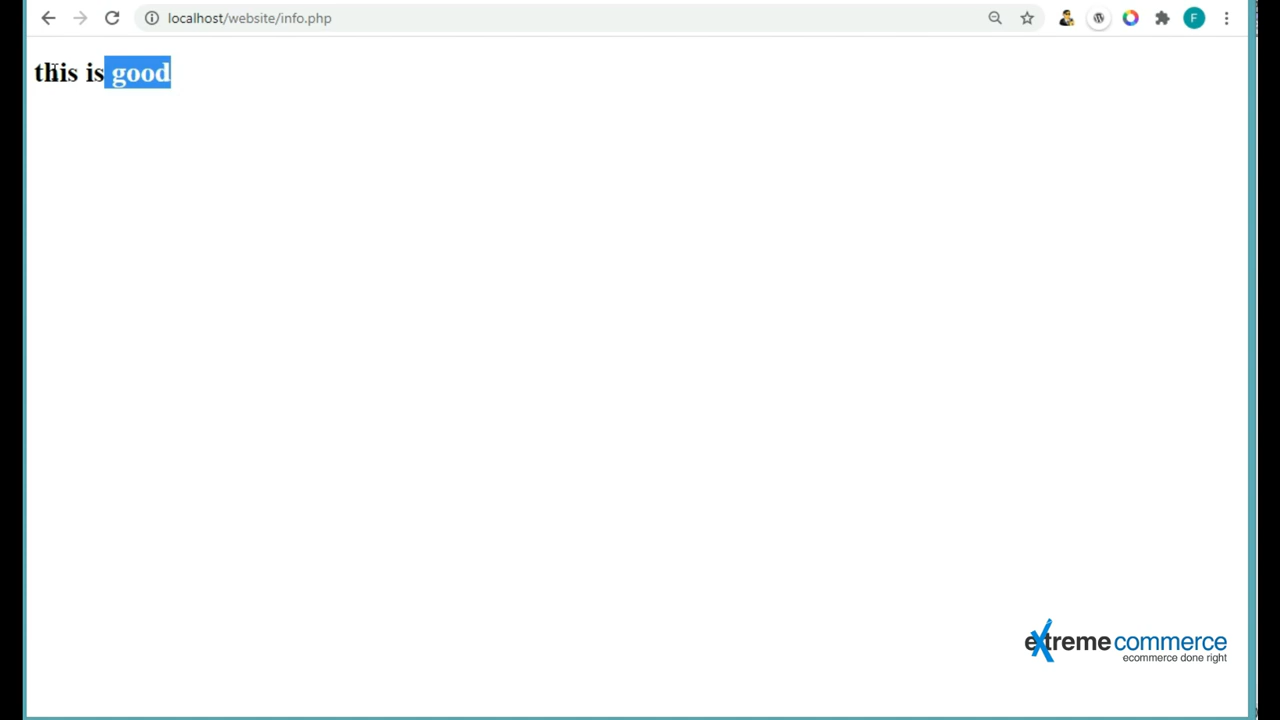 localhost/website/info.php
F
this is good
extreme commerce
ecommerce done right